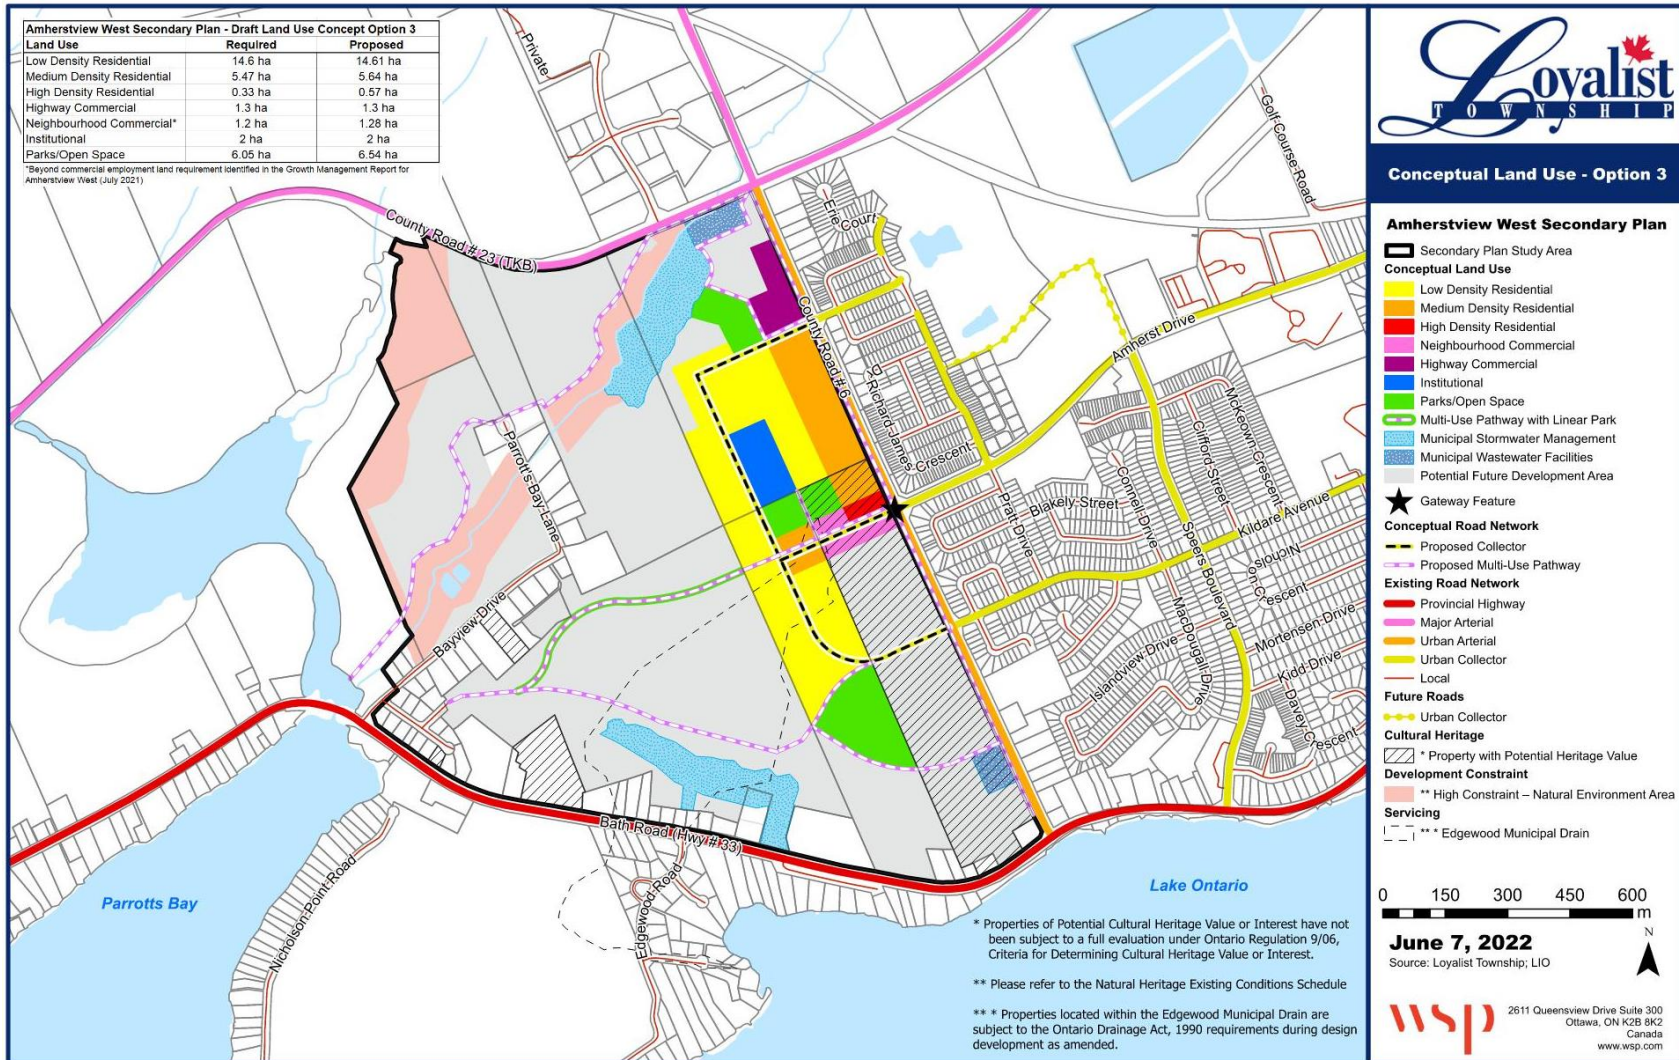 Amherstview West Secondary Plan - Draft Land Use Concept Option 3
Land Use Required Proposed
Low Density Residential 14.6 ha 14.61 ha
Medium Density Residential 5.47 ha 5.64 ha
High Density Residential 0.33 ha 0.57 ha
Highway Commercial 1.3 ha 1.3 ha
Neighbourhood Commercial* 1.2 ha 1.28 ha
Institutional 2 ha 2 ha
Parks/Open Space 6.05 ha 6.54 ha
*Beyond commercial employment land requirement identified in the Growth Management Report for
Amherstview West (July 2021)
Private
County Road # 23 (TKB)
Erie Court
Golf Course Road
County Road # 6
Amherst Drive
Richard James
Dr
Crescent
McKeown Crescent
Clifford Street
Connell Drive
Blakely Street
Pratt Drive
Kildare Avenue
Speers Boulevard
Nichols
on Crescent
Mortensen Drive
MacDougall Drive
Islandview Drive
Kidd Drive
Davey Crescent
Parrott's Bay Lane
Bayview Drive
Bath Road (Hwy # 33)
Nicholson Point Road
Edgewood Road
Parrotts Bay
Lake Ontario
* Properties of Potential Cultural Heritage Value or Interest have not
been subject to a full evaluation under Ontario Regulation 9/06,
Criteria for Determining Cultural Heritage Value or Interest.
** Please refer to the Natural Heritage Existing Conditions Schedule
** * Properties located within the Edgewood Municipal Drain are
subject to the Ontario Drainage Act, 1990 requirements during design
development as amended.
Loyalist
TOWNSHIP
Conceptual Land Use - Option 3
Amherstview West Secondary Plan
Secondary Plan Study Area
Conceptual Land Use
Low Density Residential
Medium Density Residential
High Density Residential
Neighbourhood Commercial
Highway Commercial
Institutional
Parks/Open Space
Multi-Use Pathway with Linear Park
Municipal Stormwater Management
Municipal Wastewater Facilities
Potential Future Development Area
Gateway Feature
Conceptual Road Network
Proposed Collector
Proposed Multi-Use Pathway
Existing Road Network
Provincial Highway
Major Arterial
Urban Arterial
Urban Collector
Local
Future Roads
Urban Collector
Cultural Heritage
* Property with Potential Heritage Value
Development Constraint
** High Constraint – Natural Environment Area
Servicing
** * Edgewood Municipal Drain
0 150 300 450 600
m
N
June 7, 2022
Source: Loyalist Township; LIO
wsp
2611 Queensview Drive Suite 300
Ottawa, ON K2B 8K2
Canada
www.wsp.com